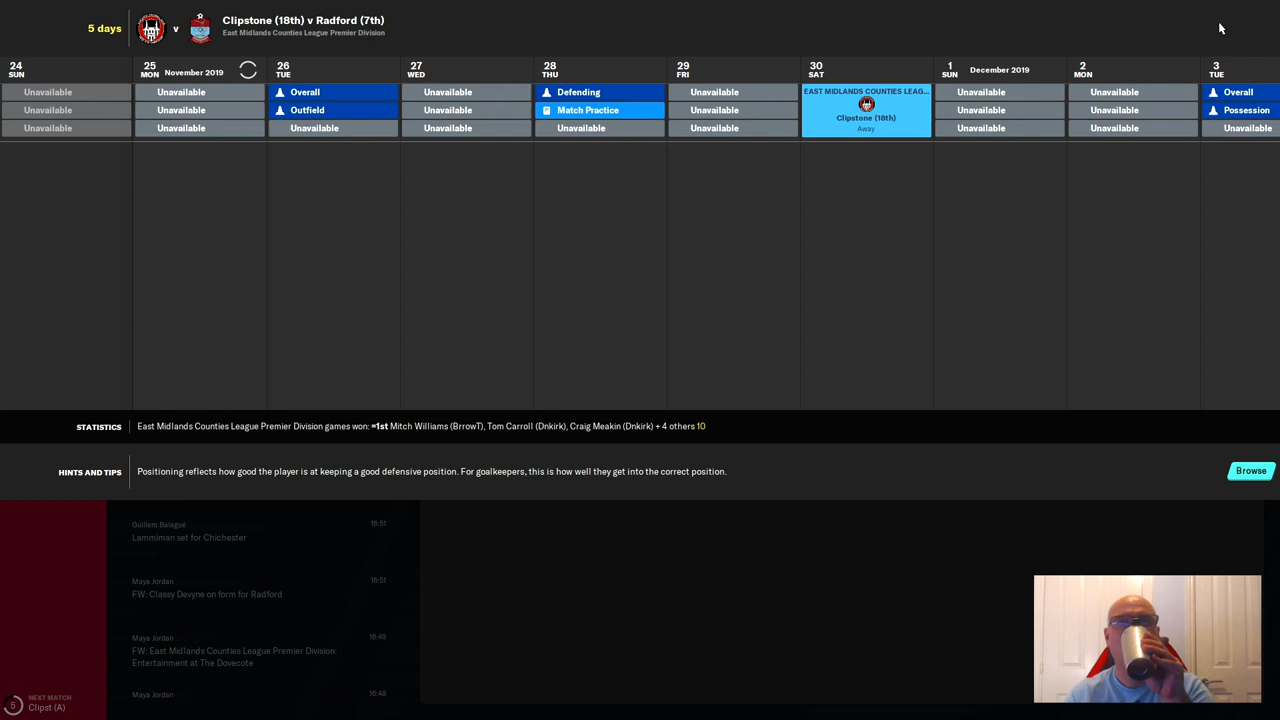 5 days
v
Clipstone (18th) v Radford (7th)
East Midlands Counties League Premier Division
24 SUN
25 MON November 2019
26 TUE
27 WED
28 THU
29 FRI
30 SAT
1 SUN December 2019
2 MON
3 TUE
Unavailable
Unavailable
Overall
Unavailable
Defending
Unavailable
EAST MIDLANDS COUNTIES LEAG...
Unavailable
Unavailable
Overall
Unavailable
Unavailable
Outfield
Unavailable
Match Practice
Unavailable
Clipstone (18th)
Unavailable
Unavailable
Possession
Unavailable
Unavailable
Unavailable
Unavailable
Unavailable
Unavailable
Away
Unavailable
Unavailable
Unavailable
STATISTICS
East Midlands Counties League Premier Division games won: =1st Mitch Williams (BrrowT), Tom Carroll (Dnkirk), Craig Meakin (Dnkirk) + 4 others 10
HINTS AND TIPS
Positioning reflects how good the player is at keeping a good defensive position. For goalkeepers, this is how well they get into the correct position.
Browse
Guillem Balagué 16:51
Lammiman set for Chichester
Maya Jordan 16:51
FW: Classy Devyne on form for Radford
Maya Jordan 16:49
FW: East Midlands Counties League Premier Division:
Entertainment at The Dovecote
Maya Jordan 16:48
5
NEXT MATCH
Clipst (A)